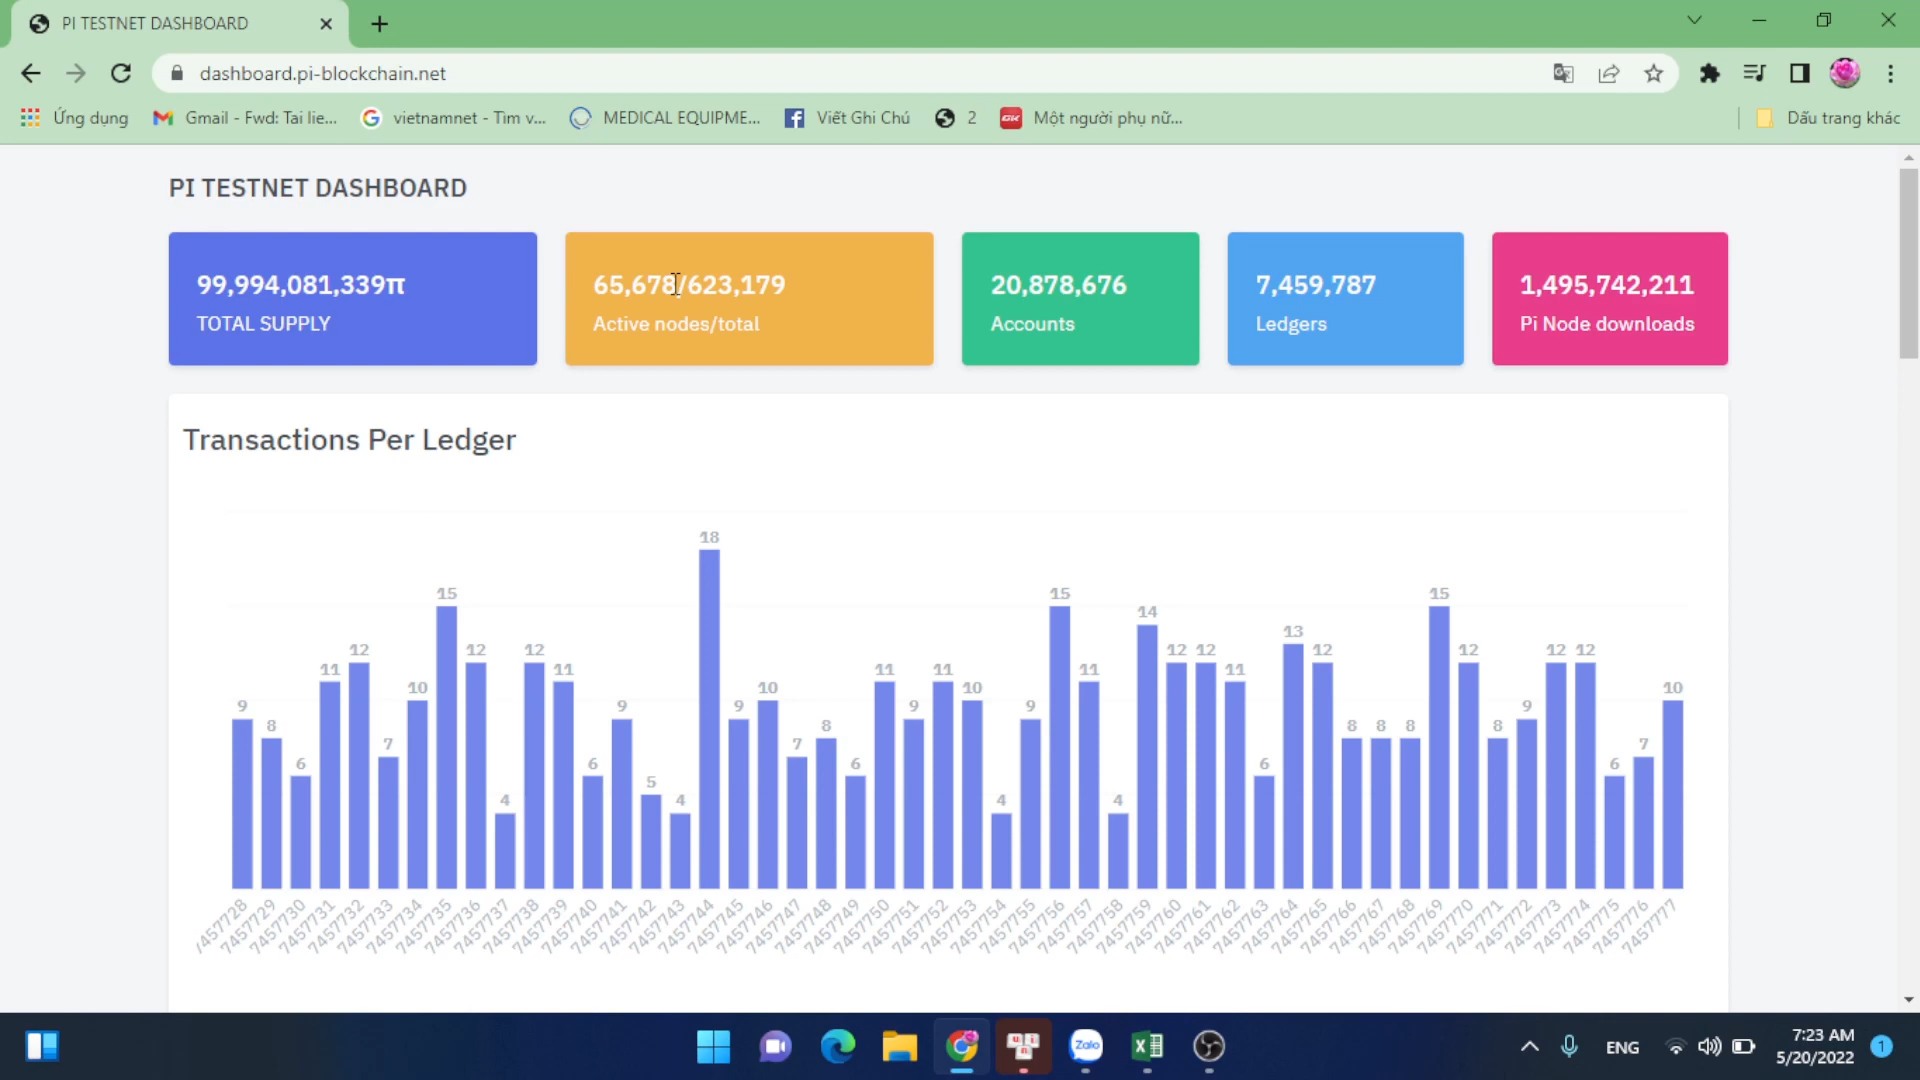 PI TESTNET DASHBOARD
dashboard.pi-blockchain.net
Ứng dụng
Gmail - Fwd: Tai lie...
vietnamnet - Tìm v...
MEDICAL EQUIPME...
Viết Ghi Chú
2
GK
Một người phụ nữ...
Dấu trang khác
PI TESTNET DASHBOARD
99,994,081,339π
TOTAL SUPPLY
65,678/623,179
Active nodes/total
20,878,676
Accounts
7,459,787
Ledgers
1,495,742,211
Pi Node downloads
Transactions Per Ledger
9 8 6 11 12 7 10 15 12 4 12 11 6 9 5 4 18 9 10 7 8 6 11 9 11 10 4 9 15 11 4 14 12 12 11 6 13 12 8 8 8 15 12 8 9 12 12 6 7 10
7457728 7457729 7457730 7457731 7457732 7457733 7457734 7457735 7457736 7457737 7457738 7457739 7457740 7457741 7457742 7457743 7457744 7457745 7457746 7457747 7457748 7457749 7457750 7457751 7457752 7457753 7457754 7457755 7457756 7457757 7457758 7457759 7457760 7457761 7457762 7457763 7457764 7457765 7457766 7457767 7457768 7457769 7457770 7457771 7457772 7457773 7457774 7457775 7457776 7457777
Zalo
ENG
7:23 AM
5/20/2022
1